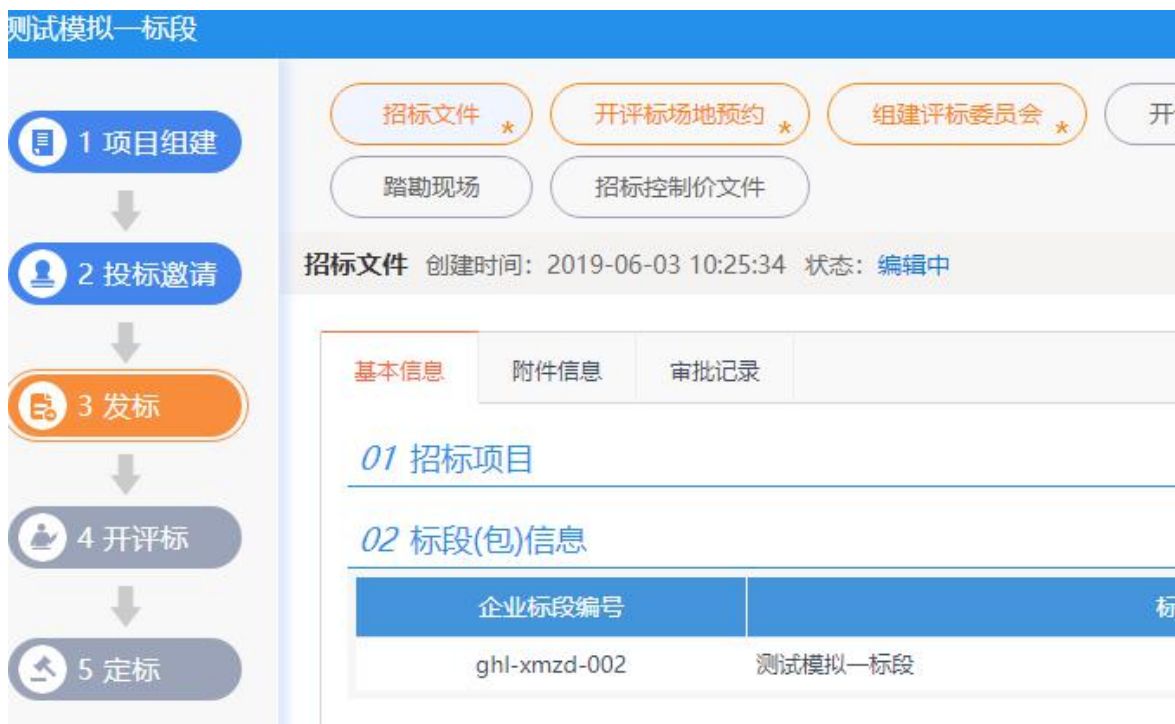 测试模拟一标段
1 项目组建
2 投标邀请
3 发标
4 开评标
5 定标
招标文件 * 开评标场地预约 * 组建评标委员会 * 开
踏勘现场 招标控制价文件
招标文件 创建时间：2019-06-03 10:25:34 状态：编辑中
基本信息 附件信息 审批记录
01 招标项目
02 标段(包)信息
企业标段编号 标
ghl-xmzd-002 测试模拟一标段